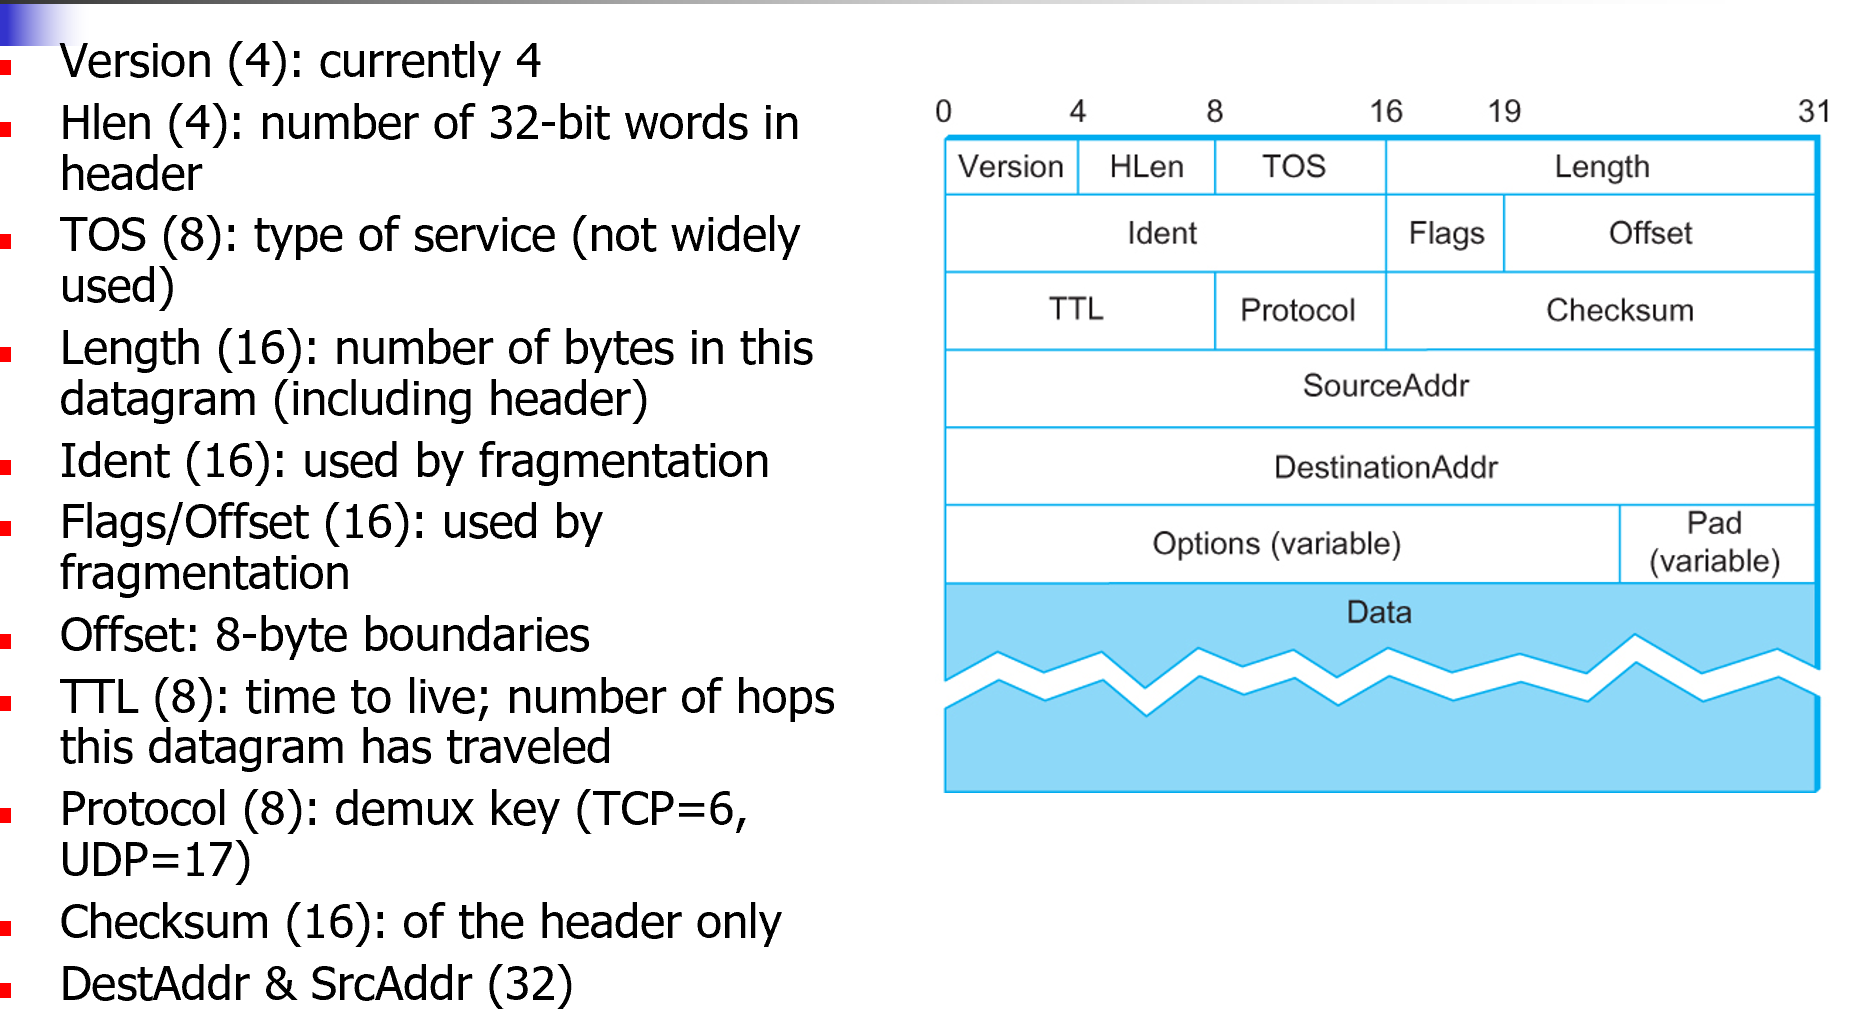 Version (4): currently 4
Hlen (4): number of 32-bit words in
header
TOS (8): type of service (not widely
used)
Length (16): number of bytes in this
datagram (including header)
Ident (16): used by fragmentation
Flags/Offset (16): used by
fragmentation
Offset: 8-byte boundaries
TTL (8): time to live; number of hops
this datagram has traveled
Protocol (8): demux key (TCP=6,
UDP=17)
Checksum (16): of the header only
DestAddr & SrcAddr (32)
0 4 8 16 19 31
Version HLen TOS Length
Ident Flags Offset
TTL Protocol Checksum
SourceAddr
DestinationAddr
Options (variable) Pad
(variable)
Data